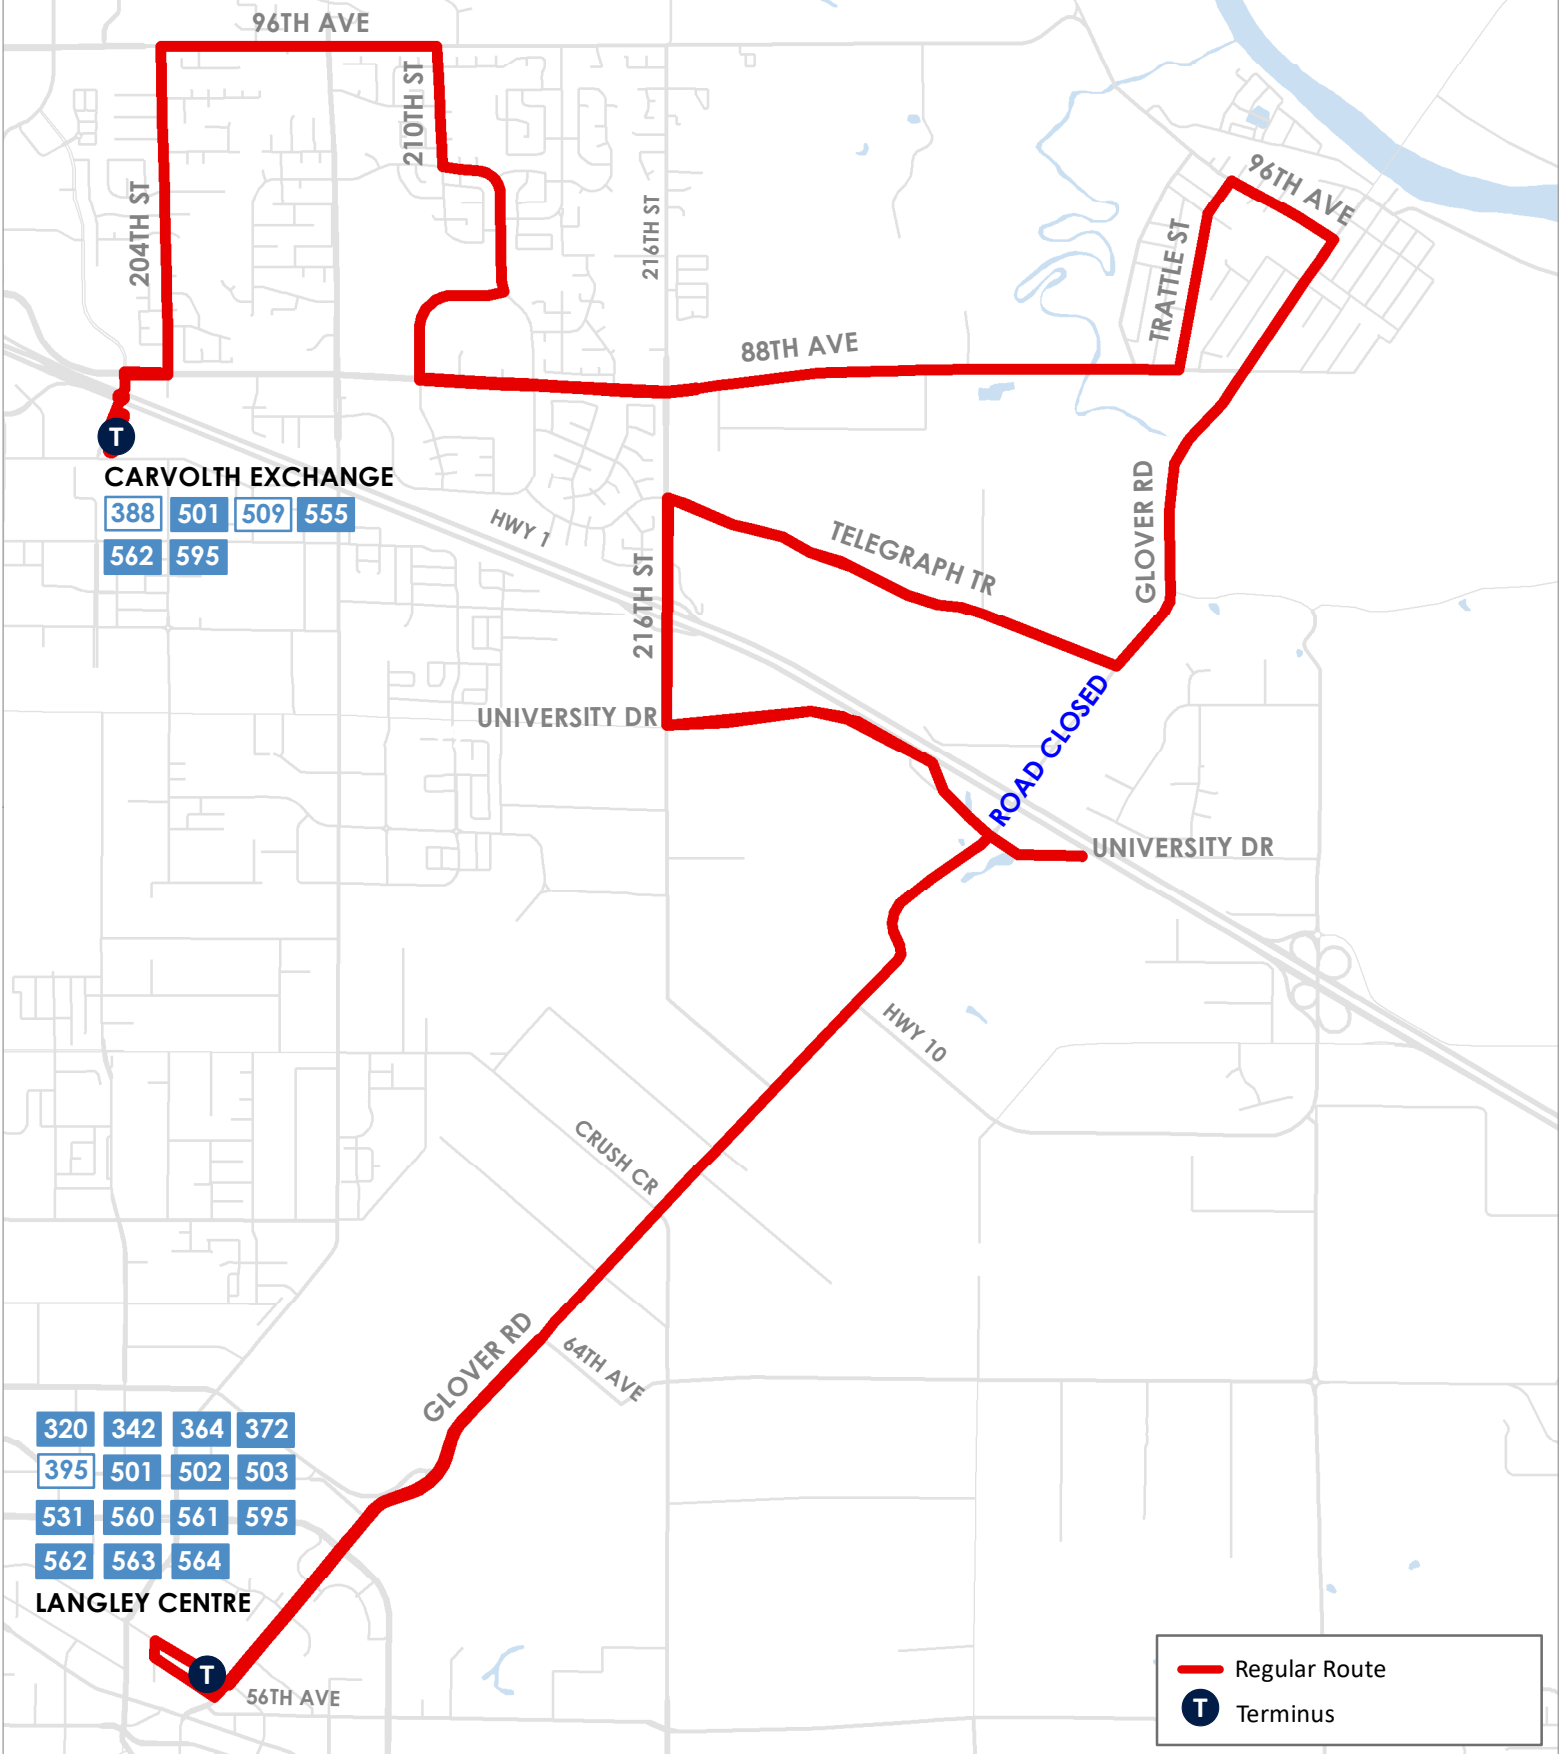 96TH AVE
210TH ST
204TH ST
216TH ST
96TH AVE
TRATTLE ST
88TH AVE
T
CARVOLTH EXCHANGE
388 501 509 555
562 595
HWY 1
TELEGRAPH TR
GLOVER RD
216TH ST
UNIVERSITY DR
ROAD CLOSED
UNIVERSITY DR
HWY 10
CRUSH CR
GLOVER RD
64TH AVE
320 342 364 372
395 501 502 503
531 560 561 595
562 563 564
LANGLEY CENTRE
T
56TH AVE
Regular Route
T Terminus